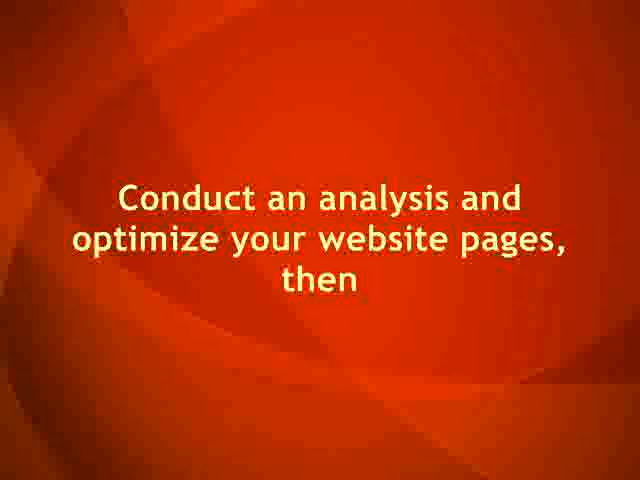 Conduct an analysis and
optimize your website pages,
then